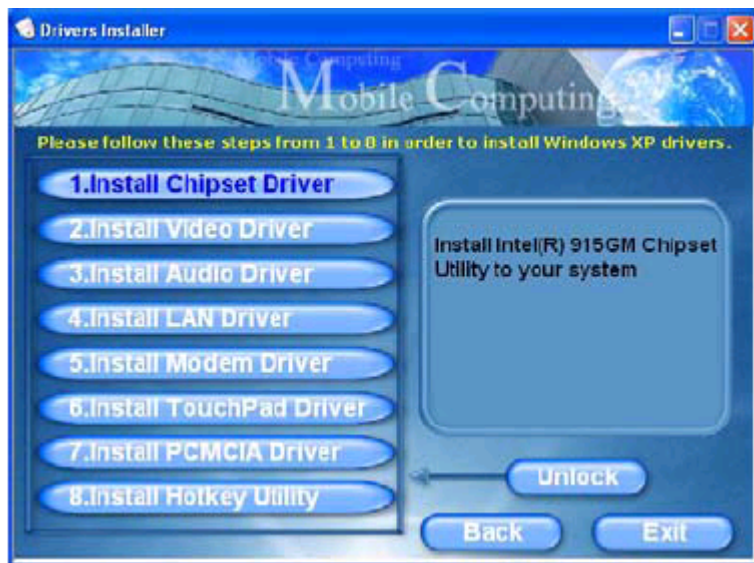 Drivers Installer
Mobile Computing
Mobile Computing
Please follow these steps from 1 to 8 in order to install Windows XP drivers.
1.Install Chipset Driver
2.Install Video Driver
3.Install Audio Driver
4.Install LAN Driver
5.Install Modem Driver
6.Install TouchPad Driver
7.Install PCMCIA Driver
8.Install Hotkey Utility
Install Intel(R) 915GM Chipset
Utility to your system
Unlock
Back
Exit